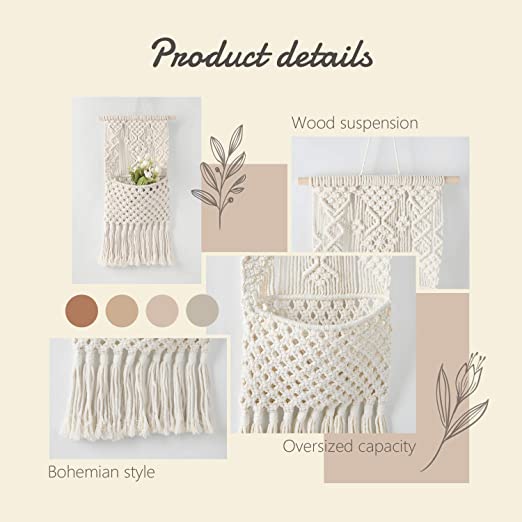 Product details
Wood suspension
Oversized capacity
Bohemian style